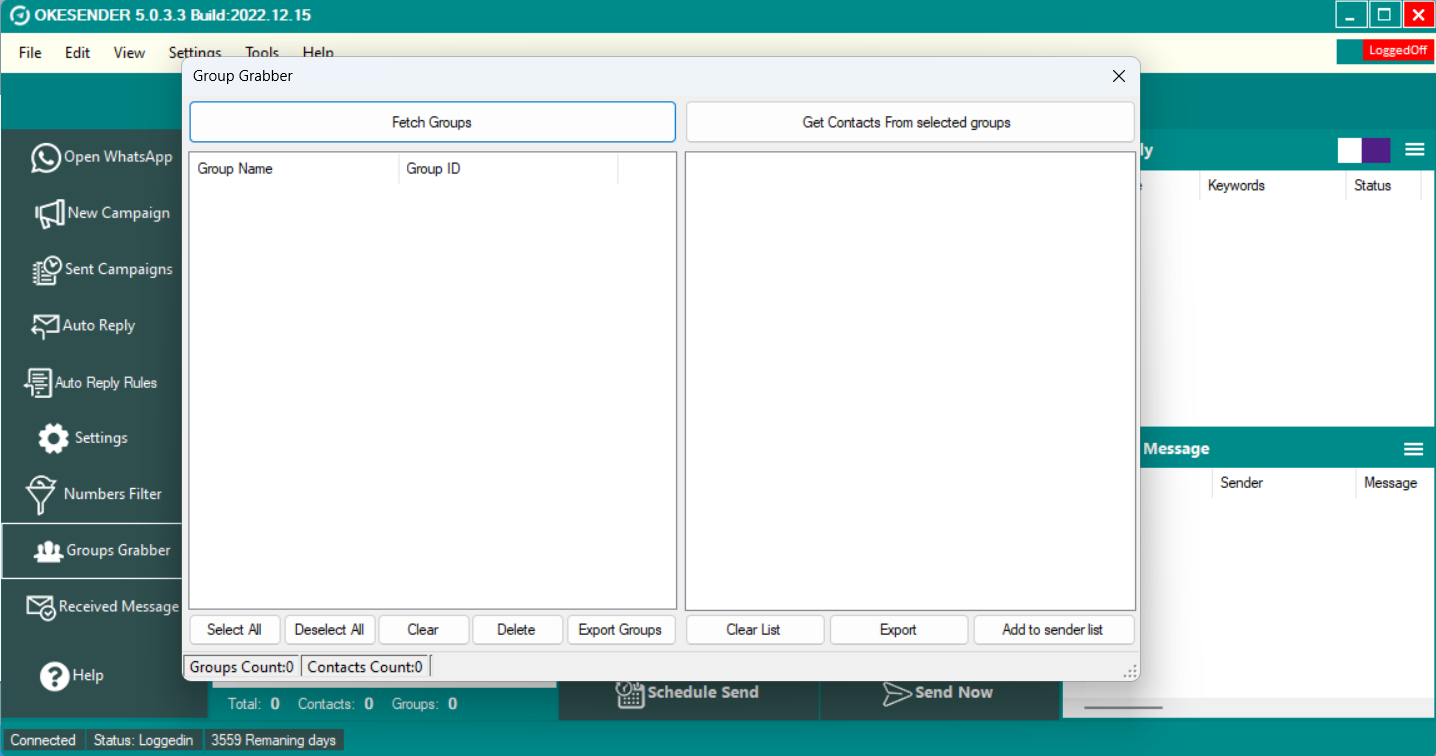 OKESENDER 5.0.3.3 Build:2022.12.15
File Edit View Settings Tools Help
LoggedOff
Group Grabber
Fetch Groups Get Contacts From selected groups
Group Name Group ID
Open WhatsApp
New Campaign
Sent Campaigns
Auto Reply
Auto Reply Rules
Settings
Numbers Filter
Groups Grabber
Received Message
Help
ly
Keywords Status
Message
Sender Message
Select All Deselect All Clear Delete Export Groups Clear List Export Add to sender list
Groups Count:0 Contacts Count:0
Total: 0 Contacts: 0 Groups: 0
Schedule Send Send Now
Connected Status: Loggedin 3559 Remaning days